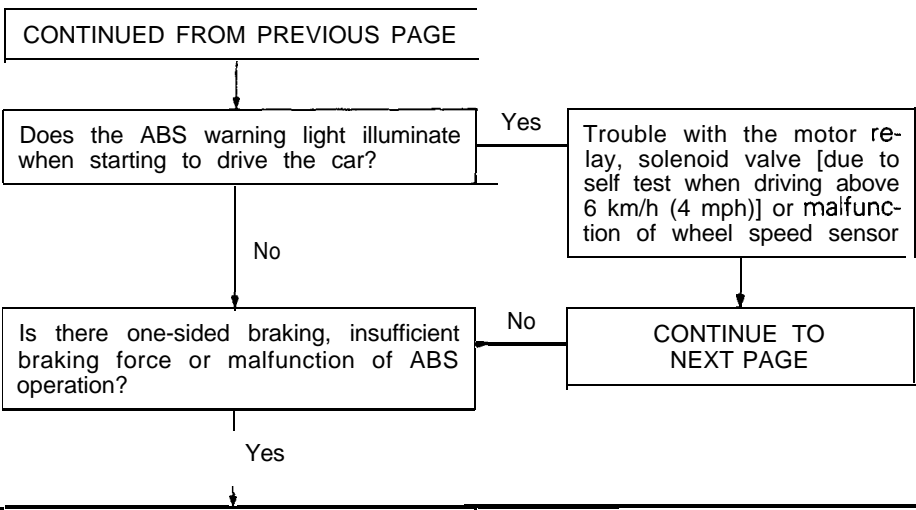 CONTINUED FROM PREVIOUS PAGE
Does the ABS warning light illuminate
when starting to drive the car?
Yes
Trouble with the motor re-
lay, solenoid valve [due to
self test when driving above
6 km/h (4 mph)] or malfunc-
tion of wheel speed sensor
No
Is there one-sided braking, insufficient
braking force or malfunction of ABS
operation?
No
CONTINUE TO
NEXT PAGE
Yes